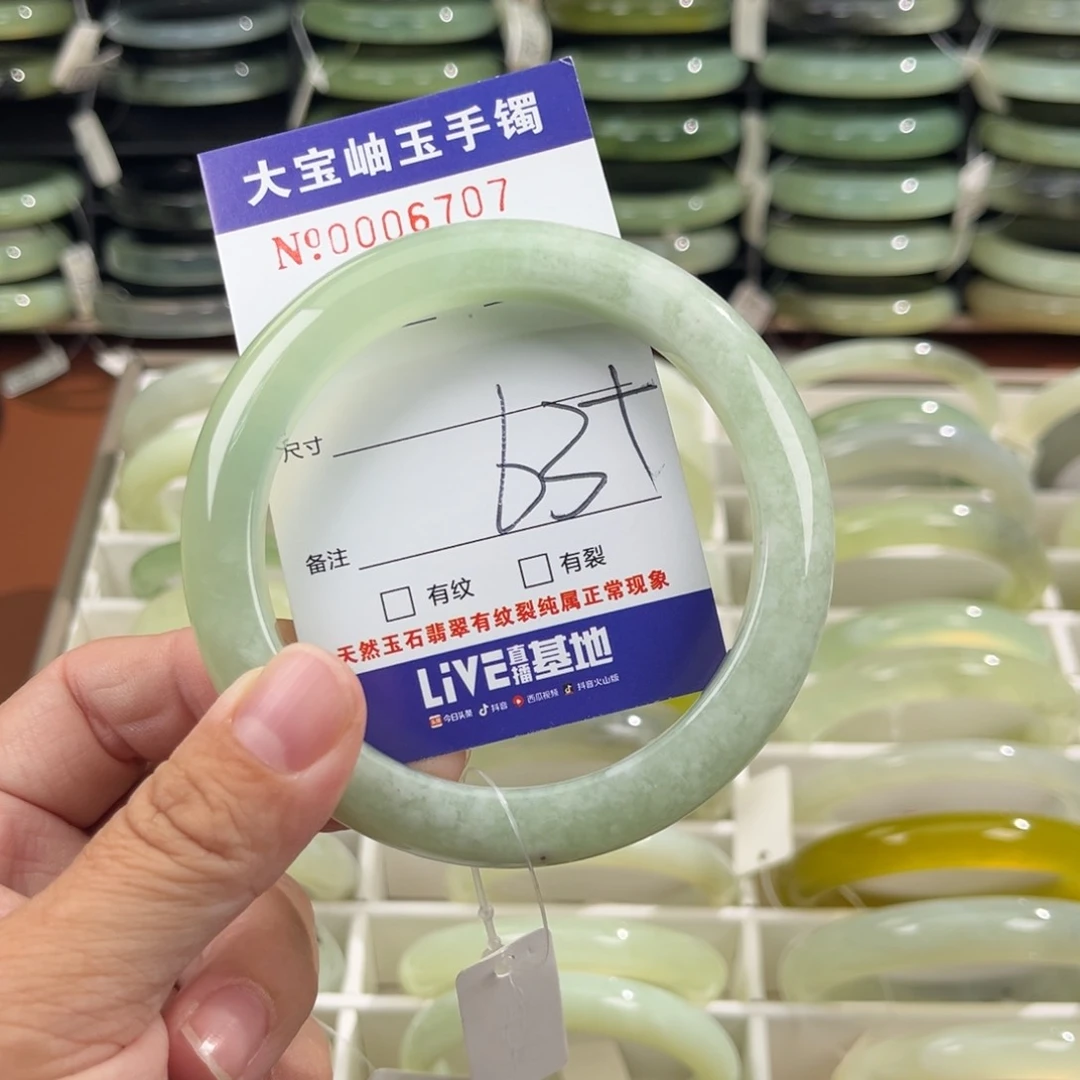 大宝岫玉手镯
Nº0006707
尺寸
备注
有纹 有裂
天然玉石翡翠有纹裂纯属正常现象
LiVE直播基地
今日头条 抖音 西瓜视频 抖音火山版